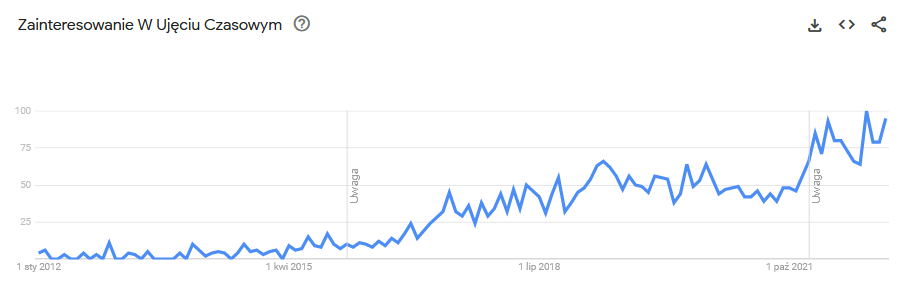 Zainteresowanie W Ujęciu Czasowym
100
75
50
25
Uwaga
Uwaga
1 sty 2012
1 kwi 2015
1 lip 2018
1 paź 2021